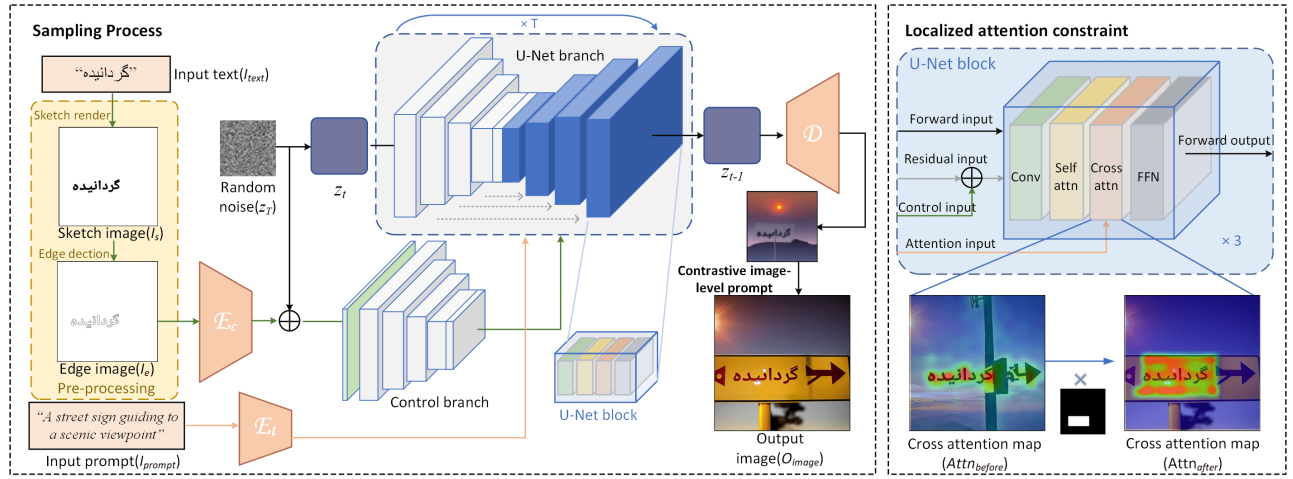 Sampling Process
“گردانیده”
Input text(I_text)
Sketch render
گردانیده
Sketch image(I_s)
Edge dection
گردانیده
Edge image(I_e)
Pre-processing
“A street sign guiding to
a scenic viewpoint”
Input prompt(I_prompt)
Random
noise(z_T)
z_t
ℰ_c
ℰ_t
× T
U-Net branch
Control branch
U-Net block
z_{t-1}
𝒟
گردانیده
Contrastive image-
level prompt
گردانیده
Output
image(O_image)
Localized attention constraint
U-Net block
Forward input
Residual input
Control input
Attention input
Conv
Self
attn
Cross
attn
FFN
Forward output
× 3
گردانیده
×
گردانیده
Cross attention map
(Attn_before)
Cross attention map
(Attn_after)